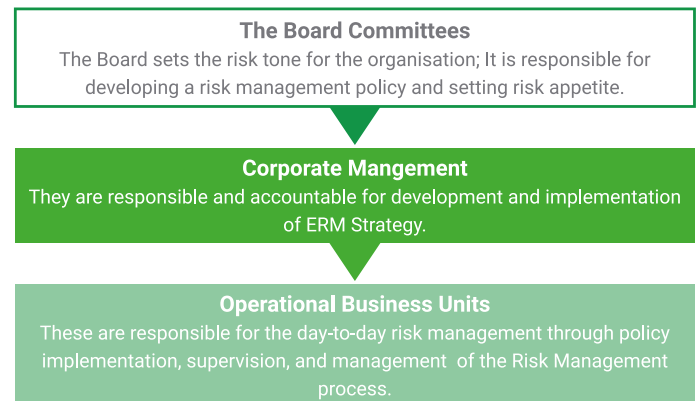 The Board Committees
The Board sets the risk tone for the organisation; It is responsible for
developing a risk management policy and setting risk appetite.
Corporate Mangement
They are responsible and accountable for development and implementation
of ERM Strategy.
Operational Business Units
These are responsible for the day-to-day risk management through policy
implementation, supervision, and management of the Risk Management
process.